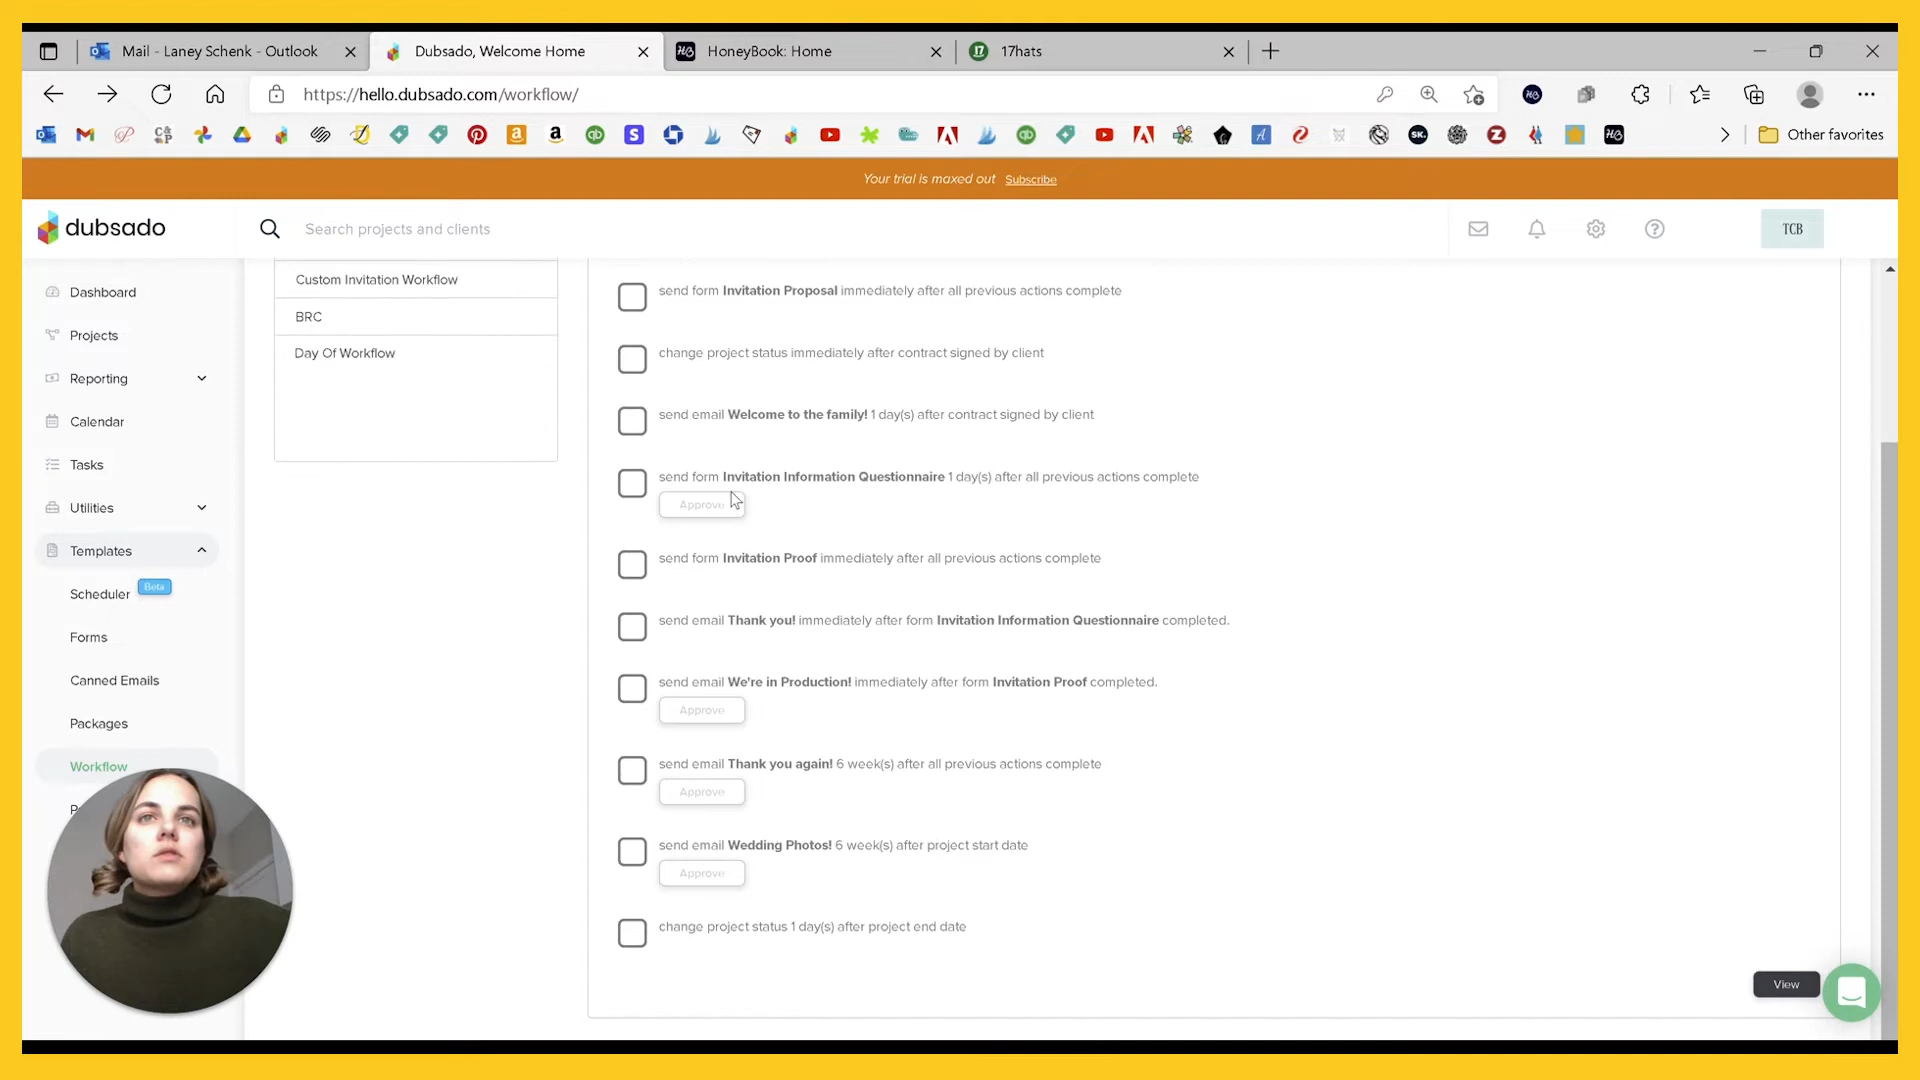 Mail - Laney Schenk - Outlook
Dubsado, Welcome Home
HoneyBook: Home
17hats
https://hello.dubsado.com/workflow/
Other favorites
Your trial is maxed out Subscribe
dubsado
Search projects and clients
TCB
Dashboard
Projects
Reporting
Calendar
Tasks
Utilities
Templates
Scheduler Beta
Forms
Canned Emails
Packages
Workflow
Custom Invitation Workflow
BRC
Day Of Workflow
send form Invitation Proposal immediately after all previous actions complete
change project status immediately after contract signed by client
send email Welcome to the family! 1 day(s) after contract signed by client
send form Invitation Information Questionnaire 1 day(s) after all previous actions complete
Approve
send form Invitation Proof immediately after all previous actions complete
send email Thank you! immediately after form Invitation Information Questionnaire completed.
send email We're in Production! immediately after form Invitation Proof completed.
Approve
send email Thank you again! 6 week(s) after all previous actions complete
Approve
send email Wedding Photos! 6 week(s) after project start date
Approve
change project status 1 day(s) after project end date
View